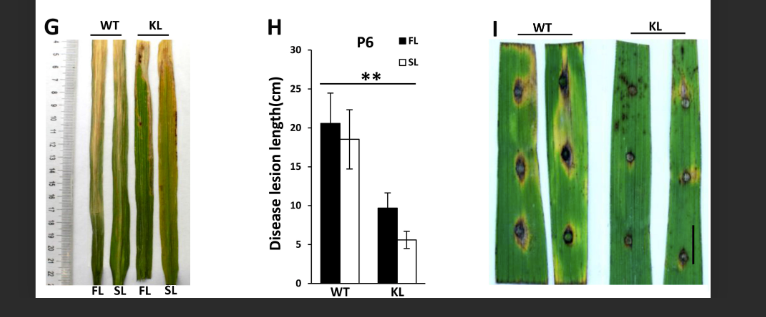 G
WT KL
FL SL FL SL
H
P6
FL
SL
**
Disease lesion length(cm)
30
25
20
15
10
5
0
WT KL
I
WT KL